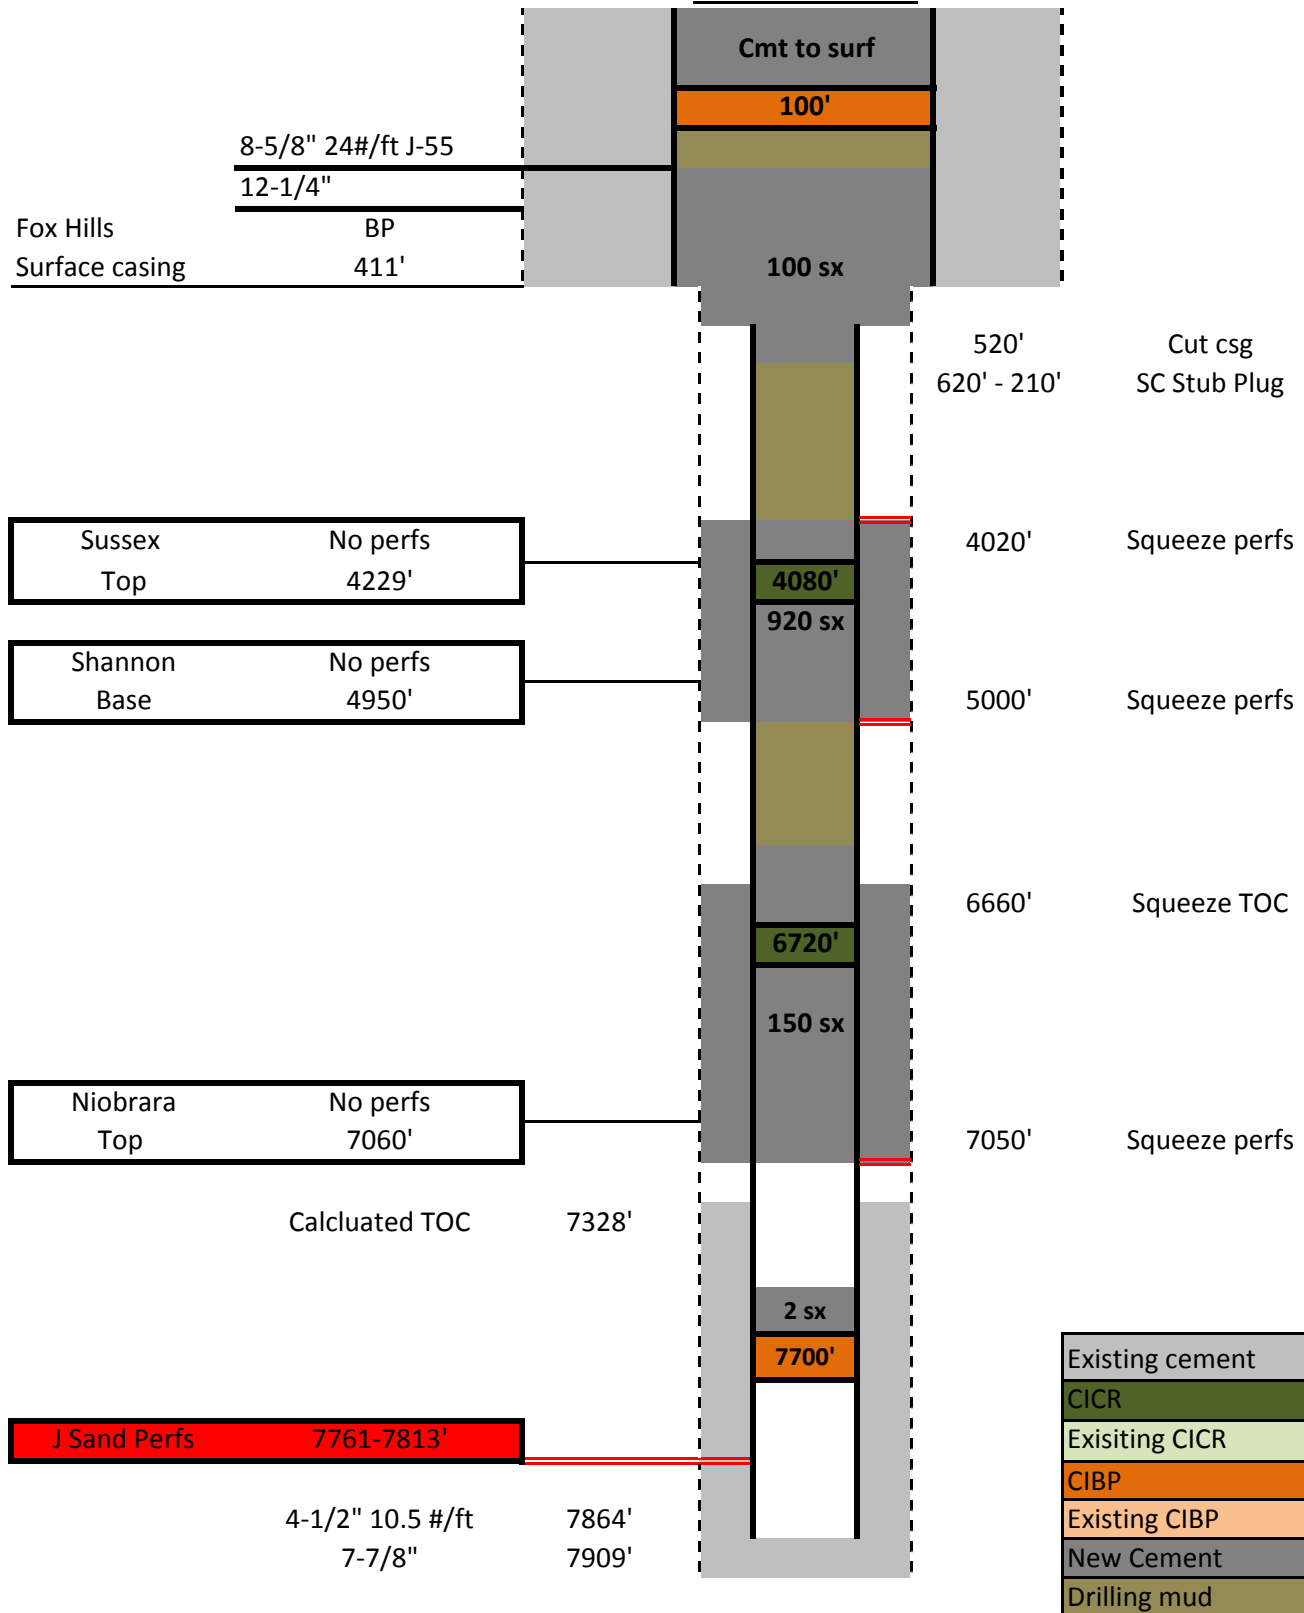 Cmt to surf
100'
8-5/8" 24#/ft J-55
12-1/4"
Fox Hills BP
Surface casing 411'
100 sx
520' Cut csg
620' - 210' SC Stub Plug
Sussex No perfs
Top 4229'
4020' Squeeze perfs
4080'
920 sx
Shannon No perfs
Base 4950'
5000' Squeeze perfs
6660' Squeeze TOC
6720'
150 sx
Niobrara No perfs
Top 7060'
7050' Squeeze perfs
Calcluated TOC 7328'
2 sx
7700'
J Sand Perfs 7761-7813'
4-1/2" 10.5 #/ft 7864'
7-7/8" 7909'
Existing cement
CICR
Exisiting CICR
CIBP
Existing CIBP
New Cement
Drilling mud